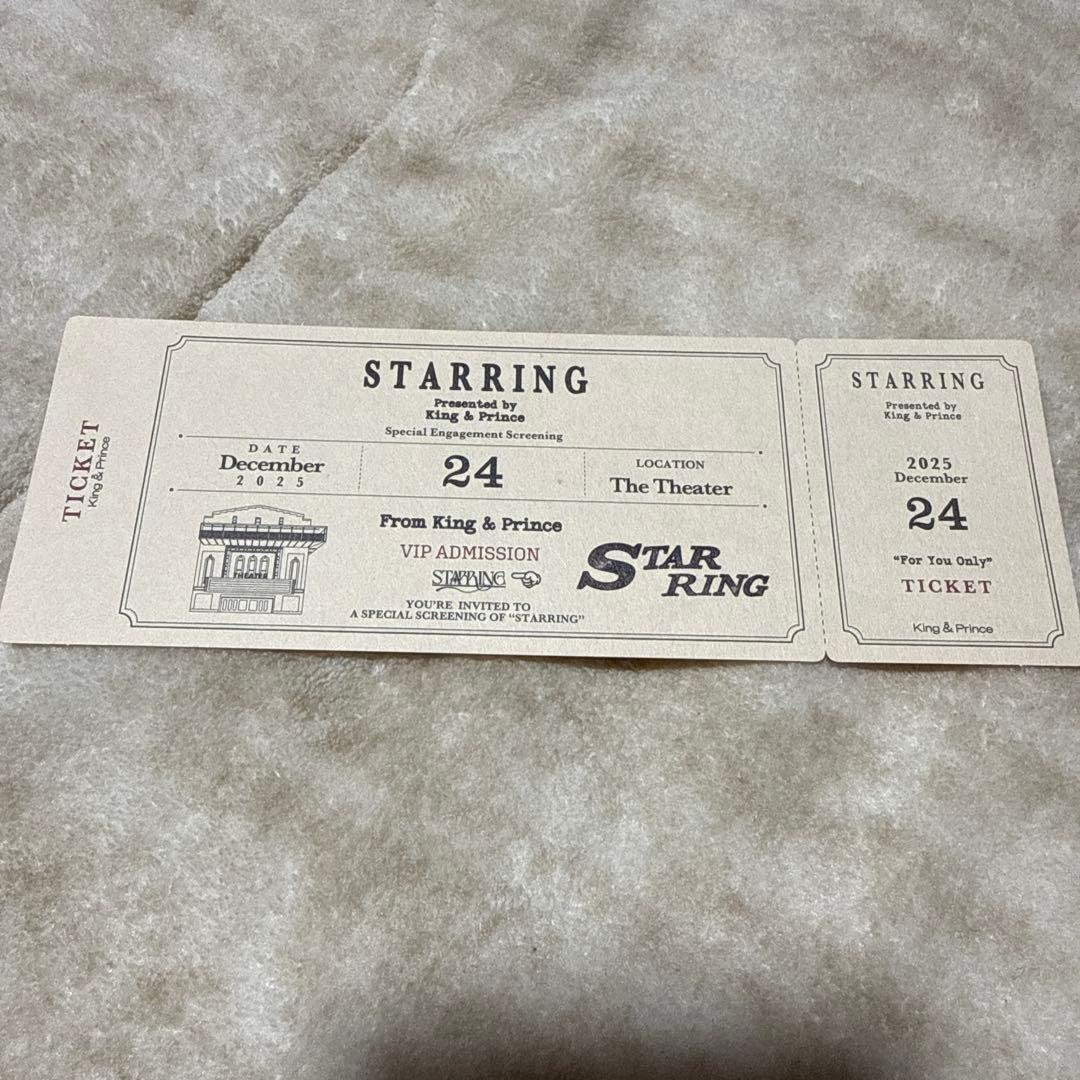 TICKET
King & Prince
STARRING
Presented by
King & Prince
Special Engagement Screening
DATE
December
2025
24
LOCATION
The Theater
THEATER
From King & Prince
VIP ADMISSION
STARRING
YOU'RE INVITED TO
A SPECIAL SCREENING OF "STARRING"
STAR
RING
STARRING
Presented by
King & Prince
2025
December
24
"For You Only"
TICKET
King & Prince